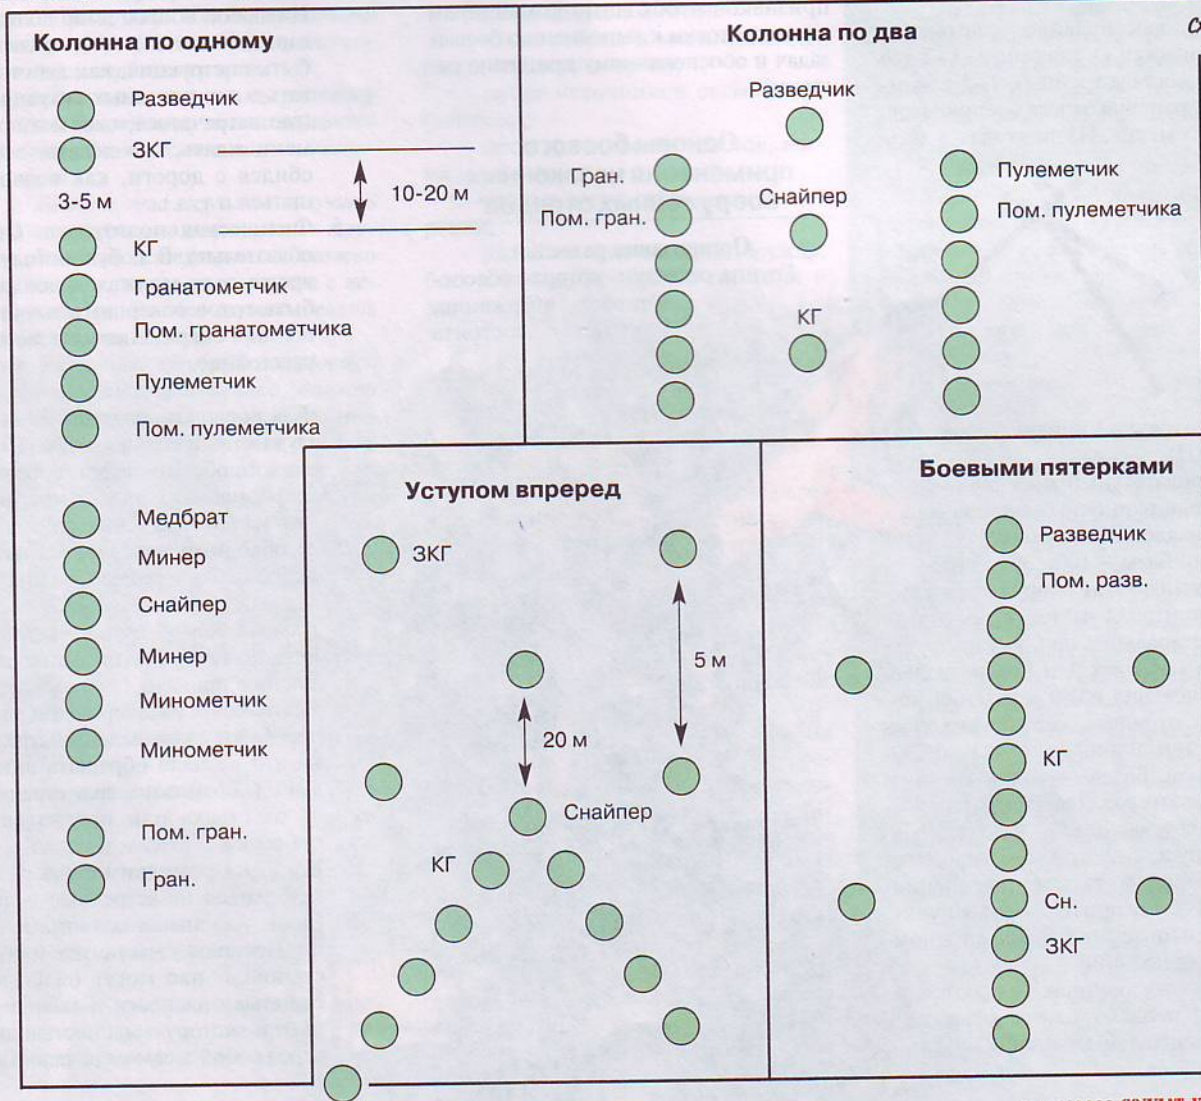 Колонна по одному
Разведчик
ЗКГ
3-5 м
10-20 м
КГ
Гранатометчик
Пом. гранатометчика
Пулеметчик
Пом. пулеметчика
Медбрат
Минер
Снайпер
Минер
Минометчик
Минометчик
Пом. гран.
Гран.
Колонна по два
Разведчик
Гран.
Пом. гран.
Снайпер
КГ
Пулеметчик
Пом. пулеметчика
Уступом впреред
ЗКГ
5 м
20 м
Снайпер
КГ
Боевыми пятерками
Разведчик
Пом. разв.
КГ
Сн.
ЗКГ